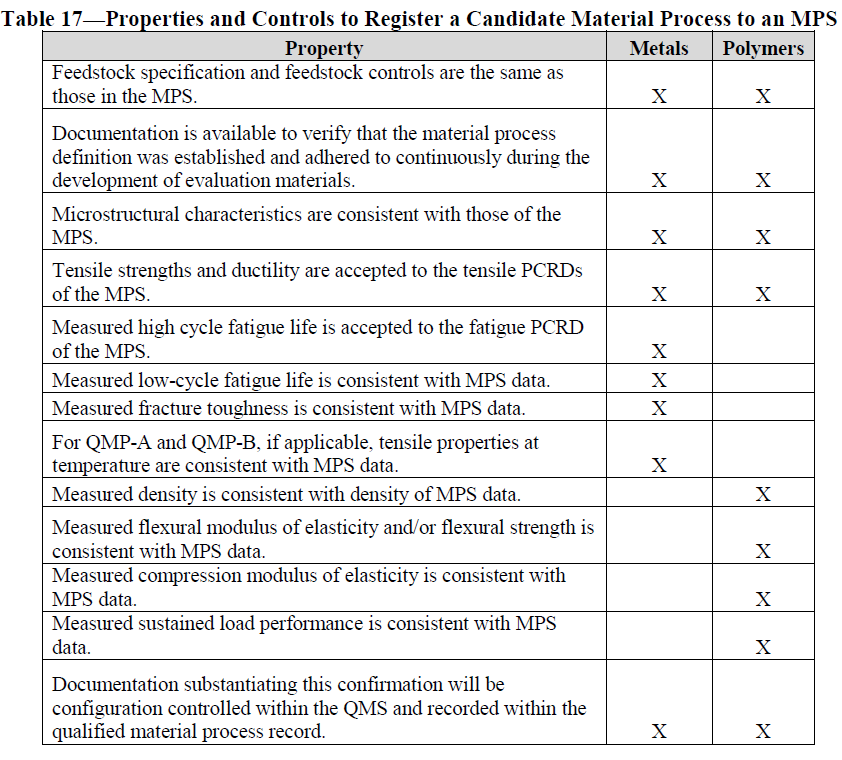 Table 17—Properties and Controls to Register a Candidate Material Process to an MPS
Property Metals Polymers
Feedstock specification and feedstock controls are the same as
those in the MPS. X X
Documentation is available to verify that the material process
definition was established and adhered to continuously during the
development of evaluation materials. X X
Microstructural characteristics are consistent with those of the
MPS. X X
Tensile strengths and ductility are accepted to the tensile PCRDs
of the MPS. X X
Measured high cycle fatigue life is accepted to the fatigue PCRD
of the MPS. X
Measured low-cycle fatigue life is consistent with MPS data. X
Measured fracture toughness is consistent with MPS data. X
For QMP-A and QMP-B, if applicable, tensile properties at
temperature are consistent with MPS data. X
Measured density is consistent with density of MPS data. X
Measured flexural modulus of elasticity and/or flexural strength is
consistent with MPS data. X
Measured compression modulus of elasticity is consistent with
MPS data. X
Measured sustained load performance is consistent with MPS
data. X
Documentation substantiating this confirmation will be
configuration controlled within the QMS and recorded within the
qualified material process record. X X